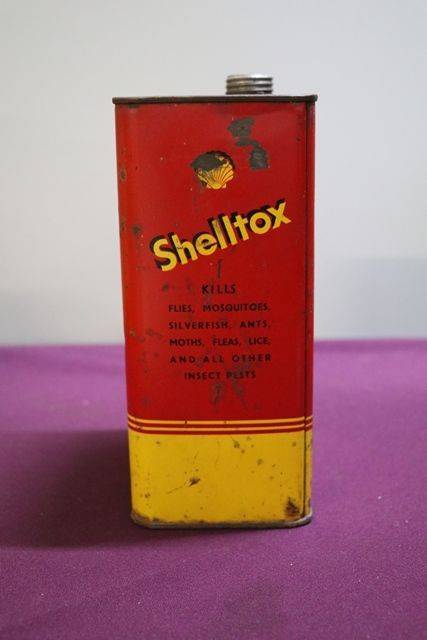 Shelltox
KILLS
FLIES, MOSQUITOES,
SILVERFISH, ANTS,
MOTHS, FLEAS, LICE,
AND ALL OTHER
INSECT PESTS